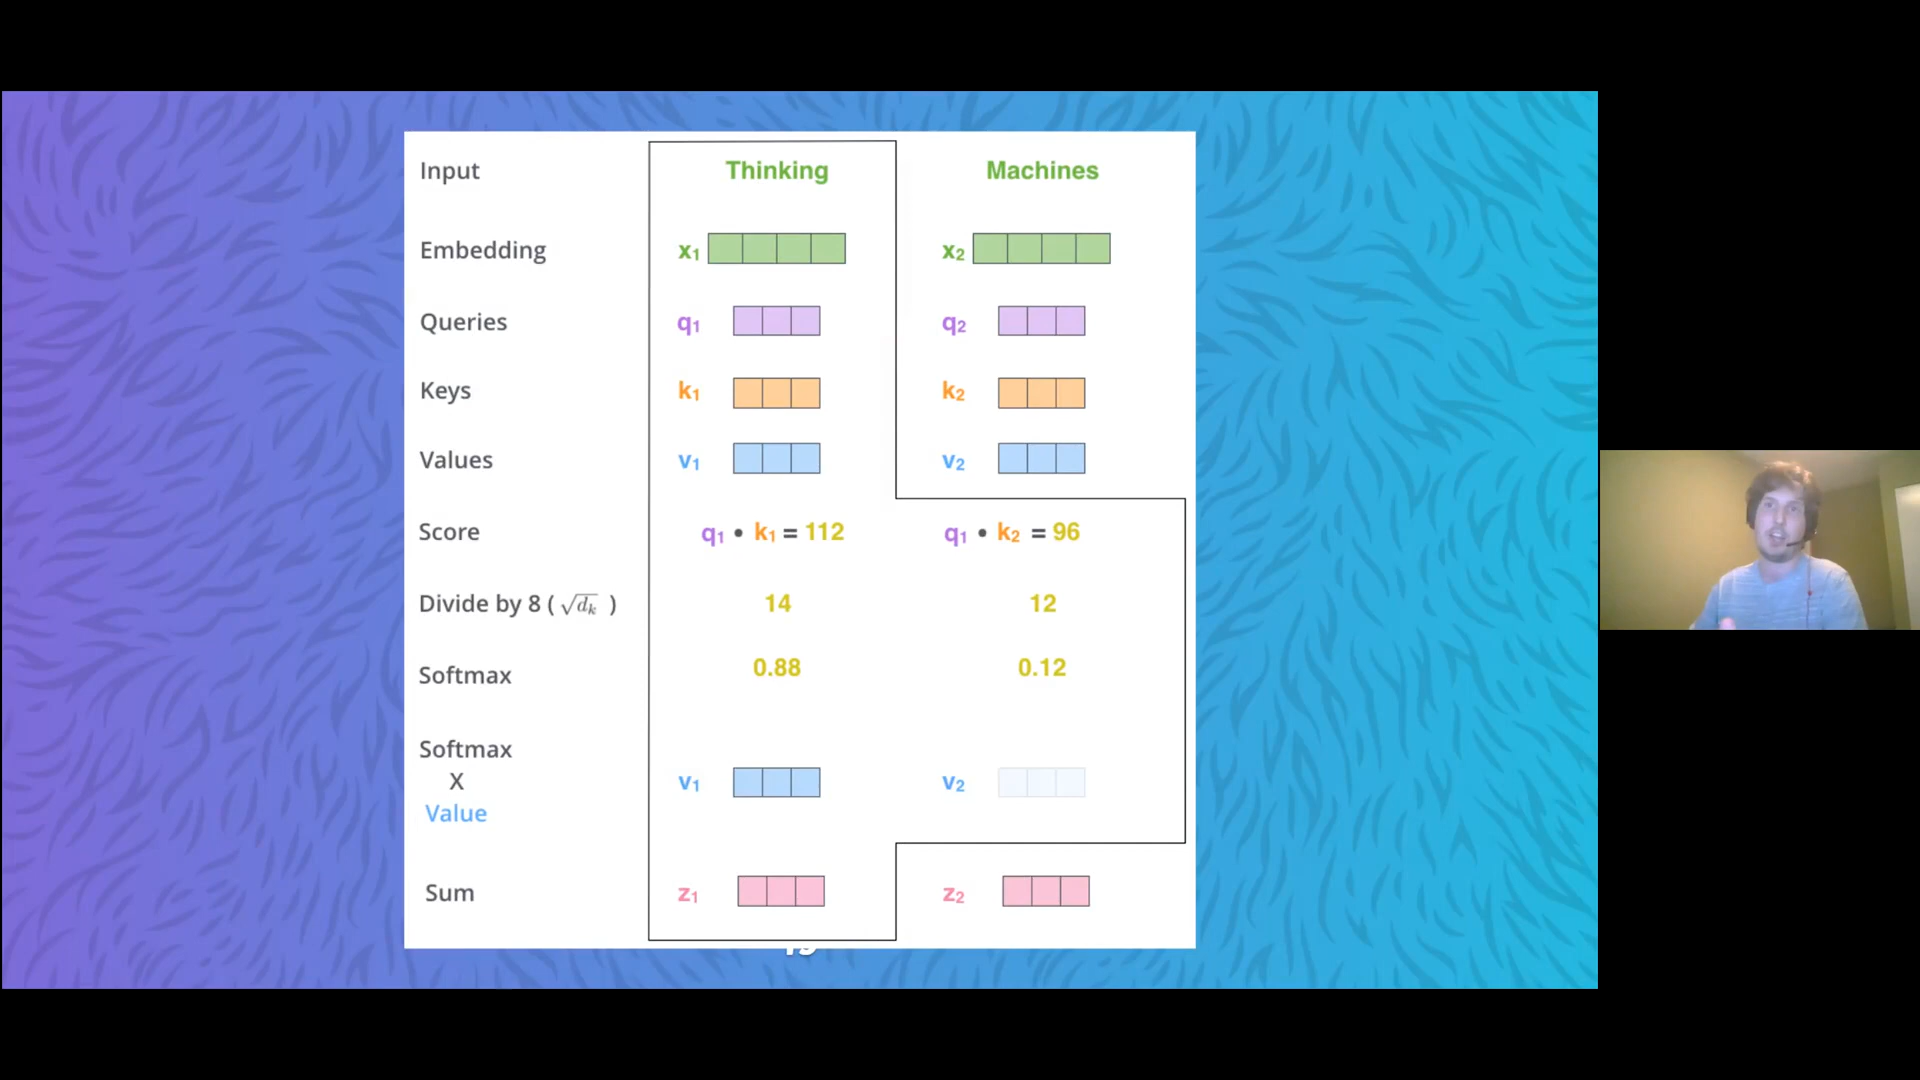 Input Thinking Machines
Embedding x₁ x₂
Queries q₁ q₂
Keys k₁ k₂
Values v₁ v₂
Score q₁ • k₁ = 112 q₁ • k₂ = 96
Divide by 8 ( √dₖ ) 14 12
Softmax 0.88 0.12
Softmax
X
Value
v₁ v₂
Sum z₁ z₂